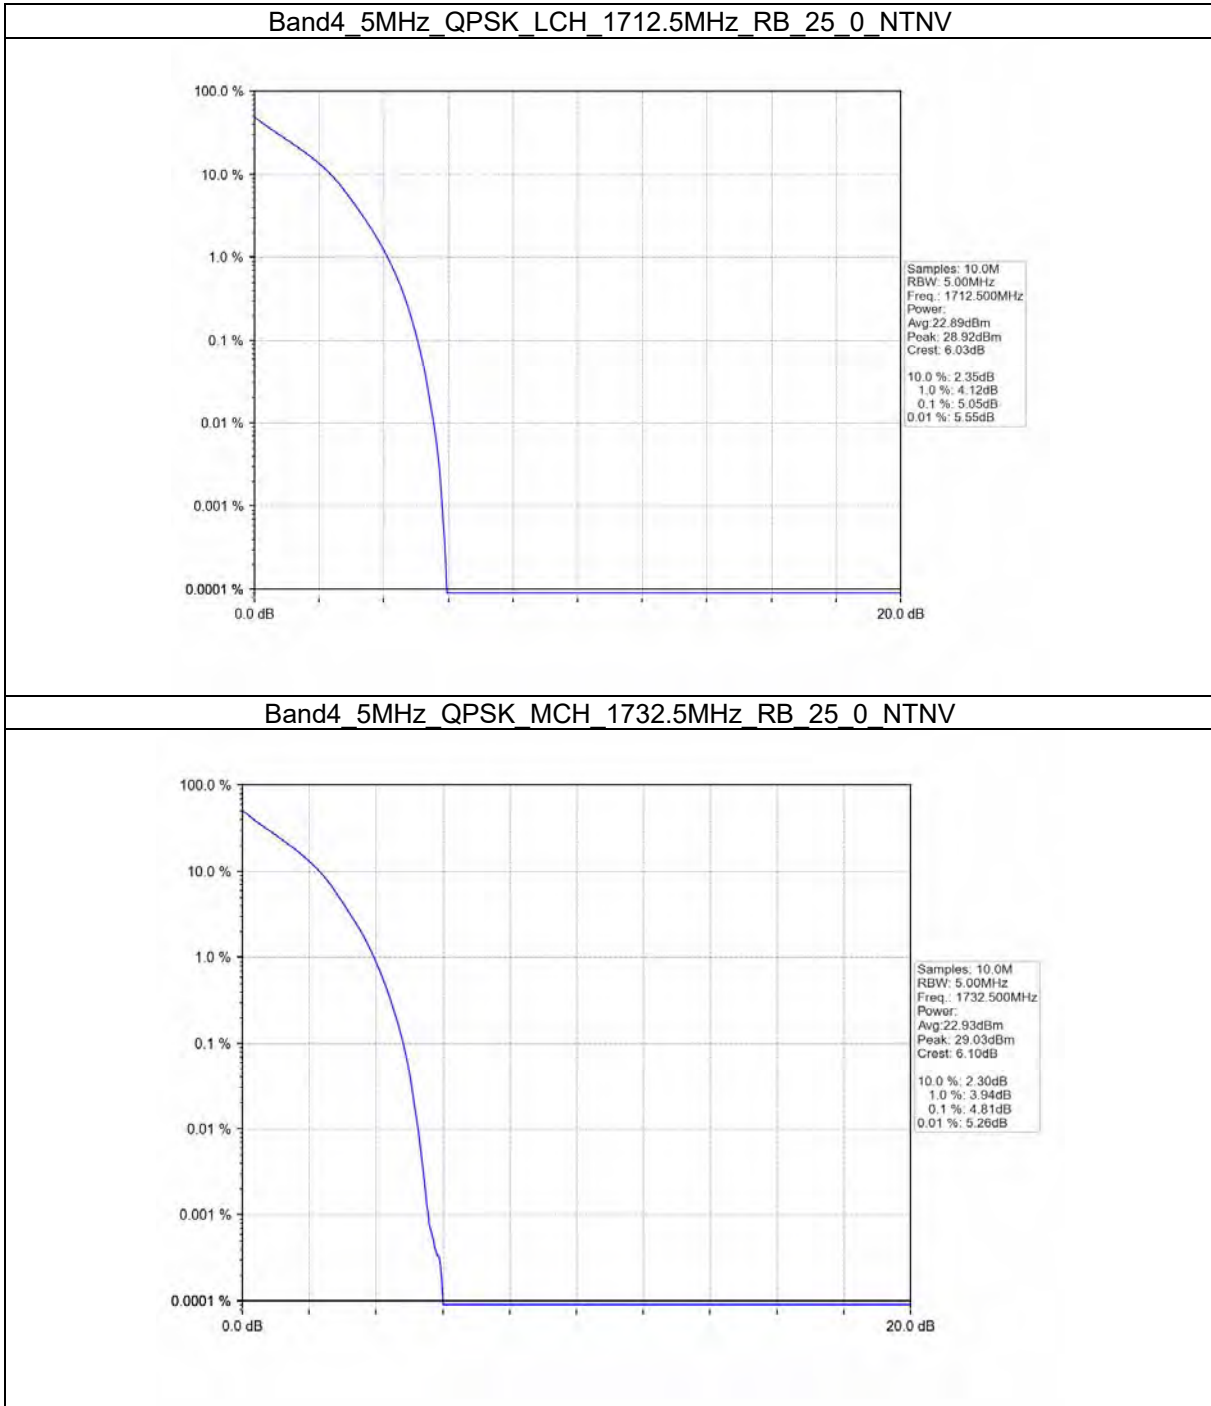 Band4_5MHz_QPSK_LCH_1712.5MHz_RB_25_0_NTNV
100.0 %
10.0 %
1.0 %
0.1 %
0.01 %
0.001 %
0.0001 %
0.0 dB
20.0 dB
Samples: 10.0M
RBW: 5.00MHz
Freq.: 1712.500MHz
Power:
Avg:22.89dBm
Peak: 28.92dBm
Crest: 6.03dB
10.0 %: 2.35dB
1.0 %: 4.12dB
0.1 %: 5.05dB
0.01 %: 5.55dB
Band4_5MHz_QPSK_MCH_1732.5MHz_RB_25_0_NTNV
100.0 %
10.0 %
1.0 %
0.1 %
0.01 %
0.001 %
0.0001 %
0.0 dB
20.0 dB
Samples: 10.0M
RBW: 5.00MHz
Freq.: 1732.500MHz
Power:
Avg:22.93dBm
Peak: 29.03dBm
Crest: 6.10dB
10.0 %: 2.30dB
1.0 %: 3.94dB
0.1 %: 4.81dB
0.01 %: 5.26dB